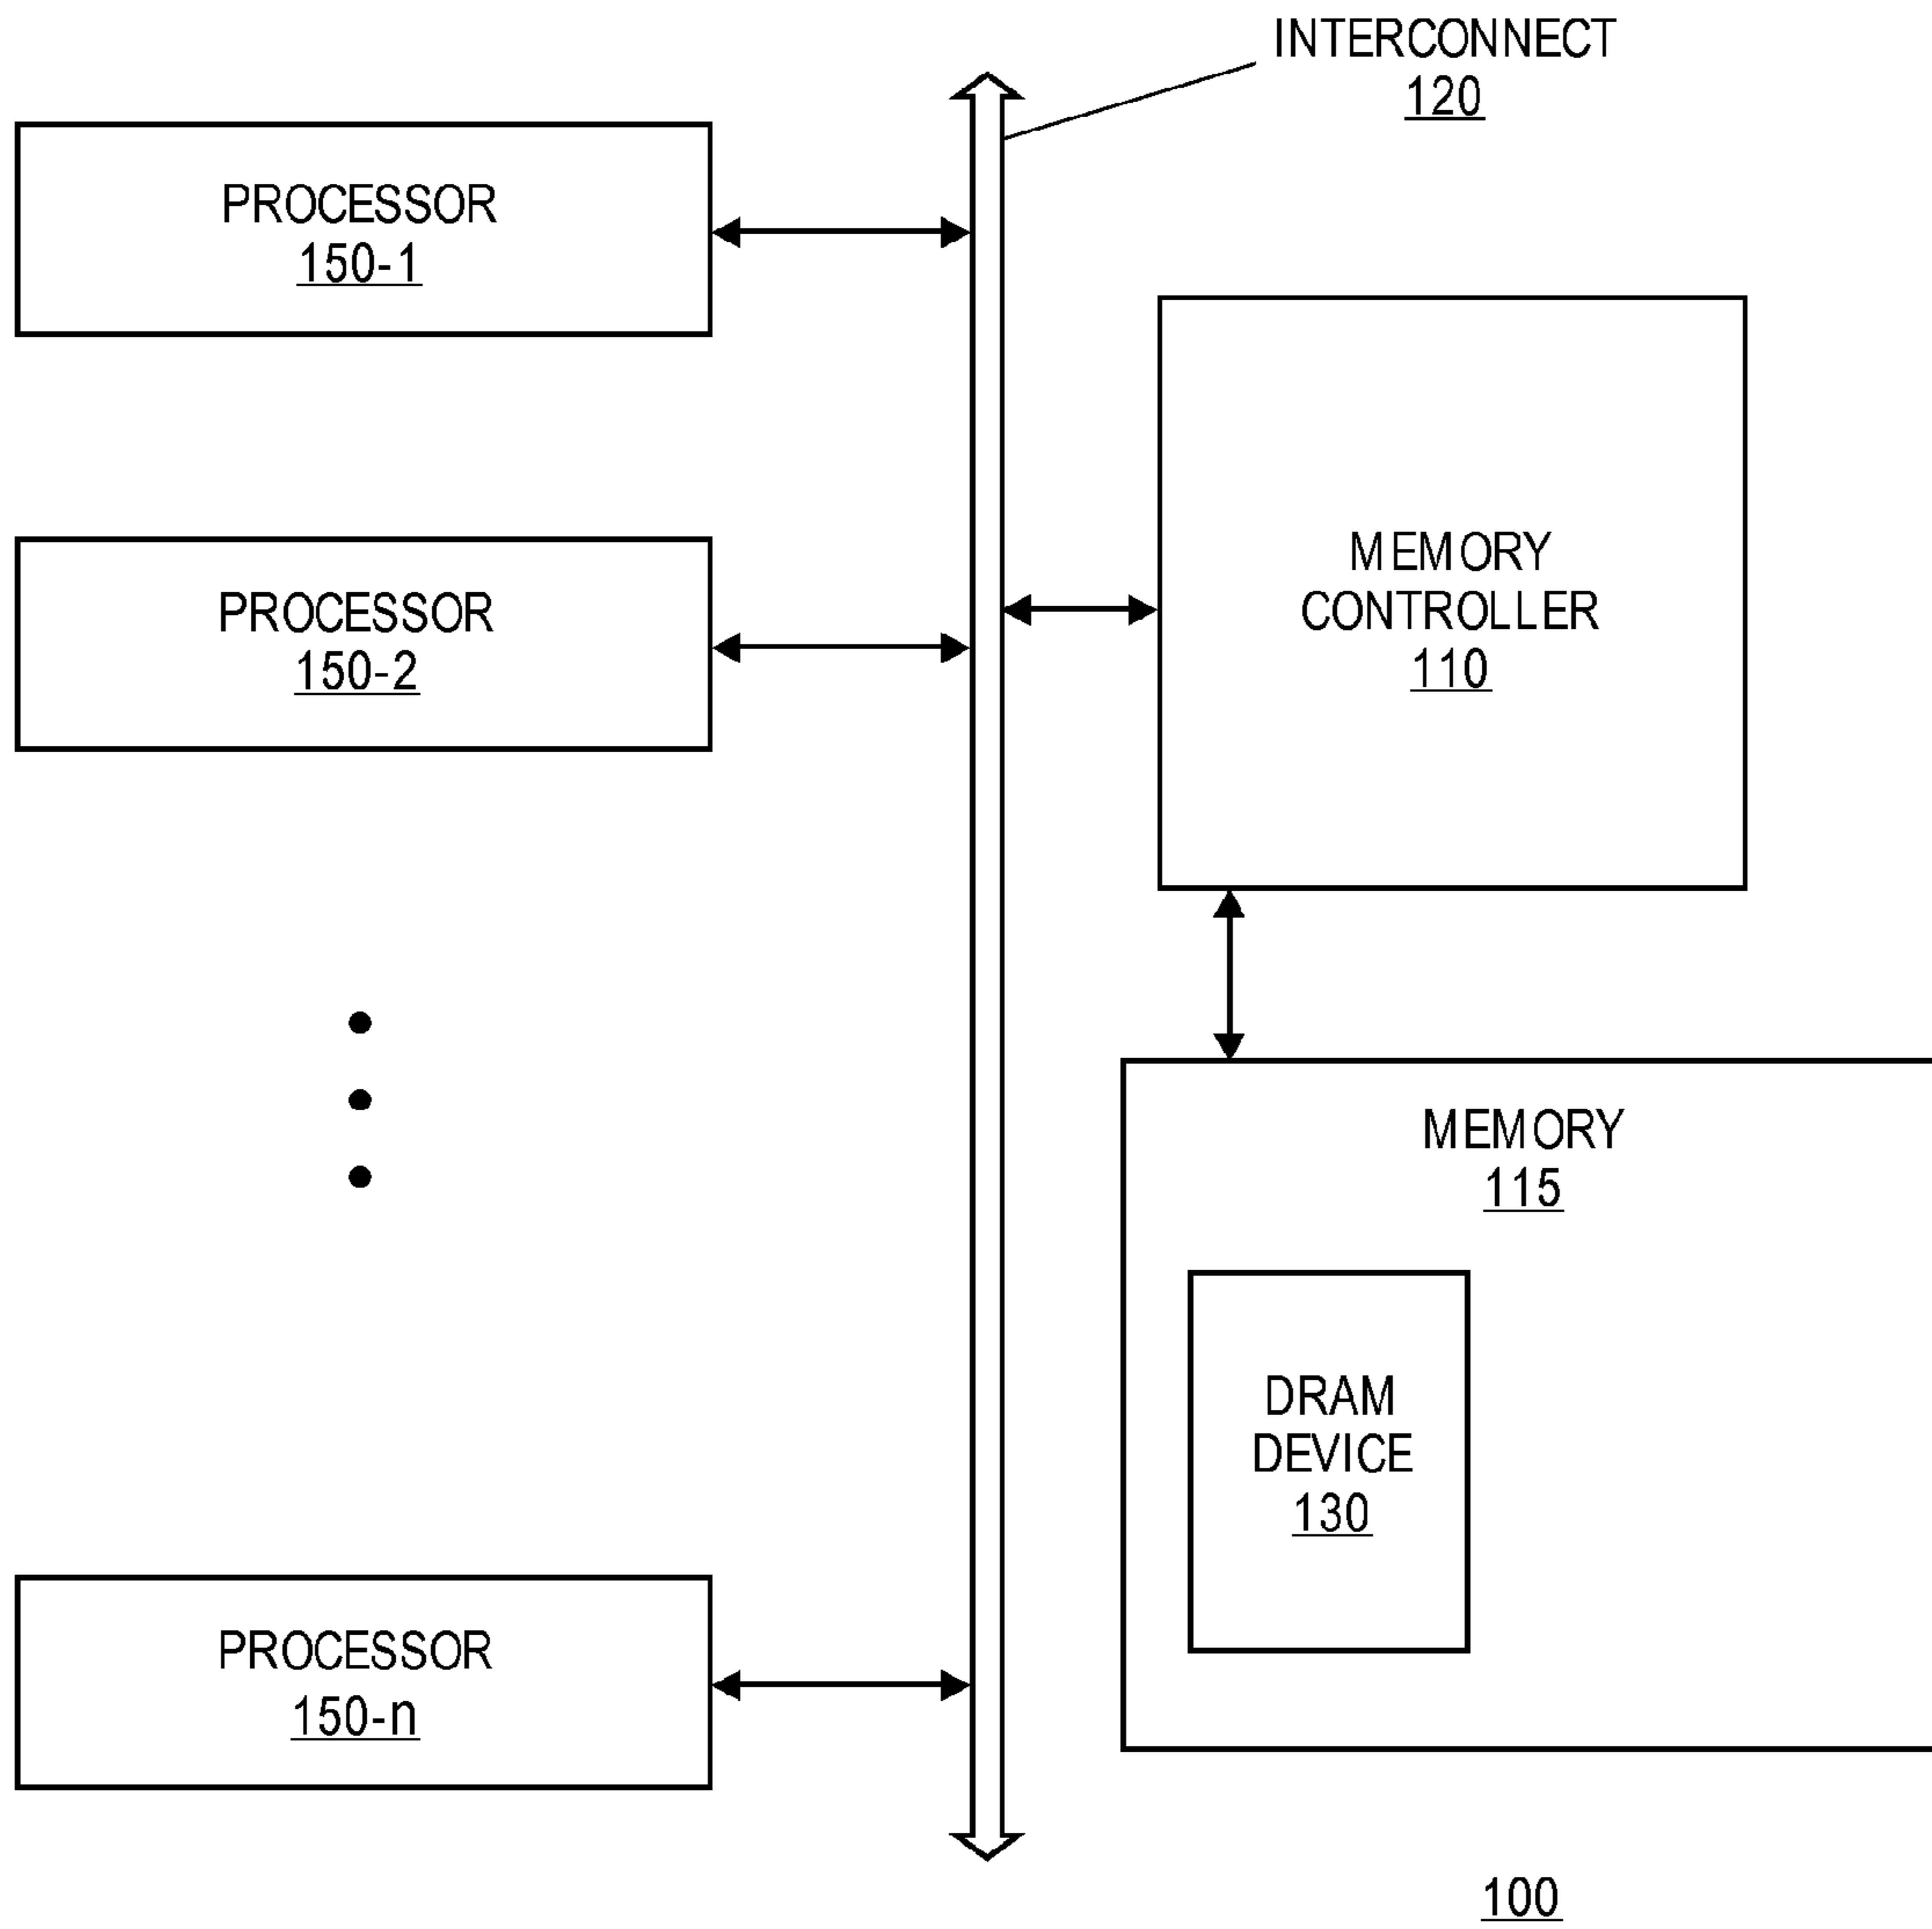 INTERCONNECT
120
PROCESSOR
150-1
PROCESSOR
150-2
MEMORY
CONTROLLER
110
MEMORY
115
DRAM
DEVICE
130
PROCESSOR
150-n
100